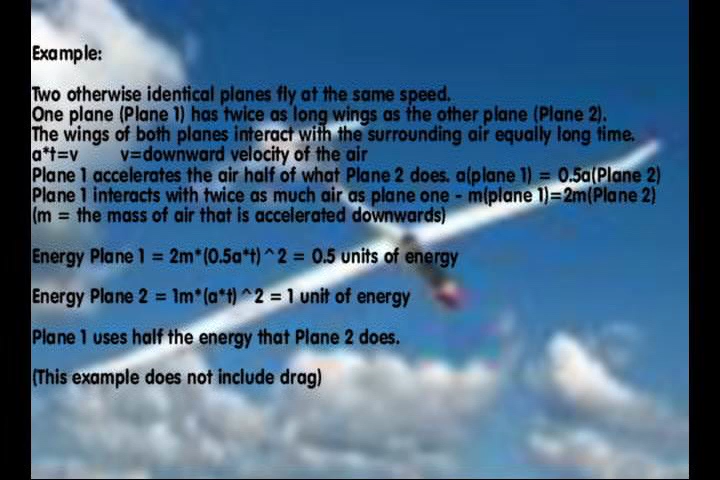 Example:
Two otherwise identical planes fly at the same speed.
One plane (Plane 1) has twice as long wings as the other plane (Plane 2).
The wings of both planes interact with the surrounding air equally long time.
a*t=v v=downward velocity of the air
Plane 1 accelerates the air half of what Plane 2 does. a(plane 1) = 0.5a(Plane 2)
Plane 1 interacts with twice as much air as plane one - m(plane 1)=2m(Plane 2)
(m = the mass of air that is accelerated downwards)
Energy Plane 1 = 2m*(0.5a*t)^2 = 0.5 units of energy
Energy Plane 2 = 1m*(a*t)^2 = 1 unit of energy
Plane 1 uses half the energy that Plane 2 does.
(This example does not include drag)